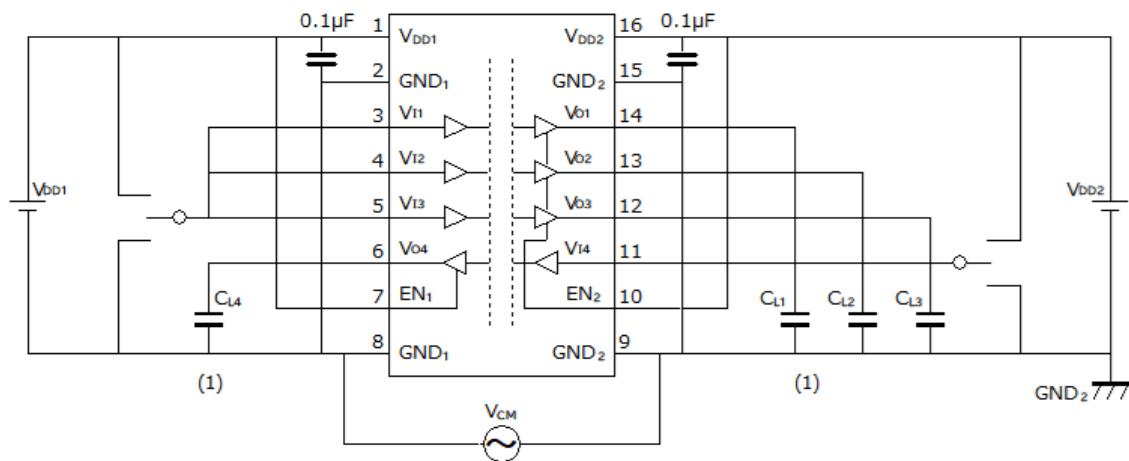 0.1µF 1 16 0.1µF
VDD1 VDD2
2 15
GND1 GND2
3 VI1 VO1 14
4 VI2 VO2 13
VDD1 VDD2
5 VI3 VO3 12
6 VO4 VI4 11
CL4 7 EN1 EN2 10 CL1 CL2 CL3
8 GND1 GND2 9
(1) (1)
GND2
VCM